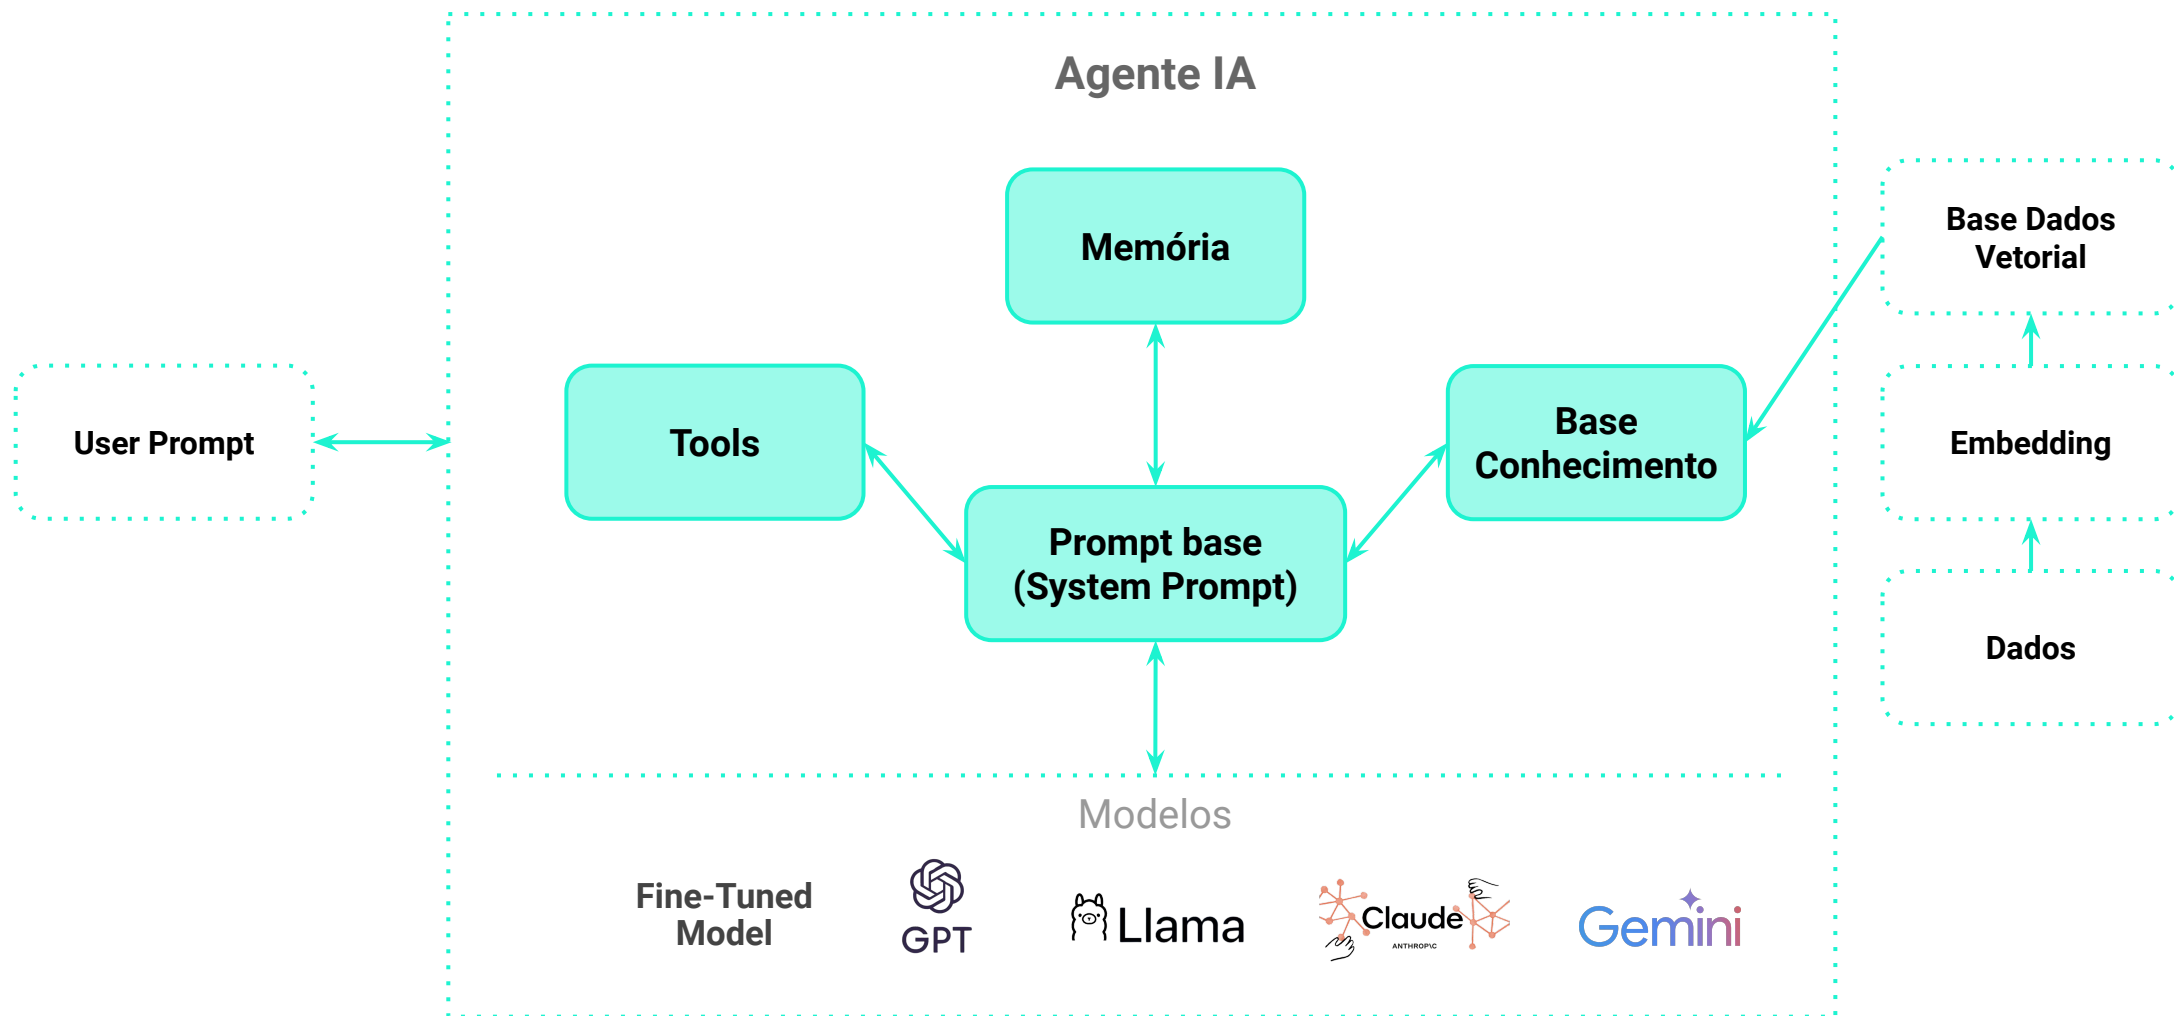 Agente IA
Memória
Base Dados
Vetorial
User Prompt
Tools
Base
Conhecimento
Embedding
Prompt base
(System Prompt)
Dados
Modelos
Fine-Tuned
Model
GPT
Llama
Claude
ANTHROP\C
Gemini